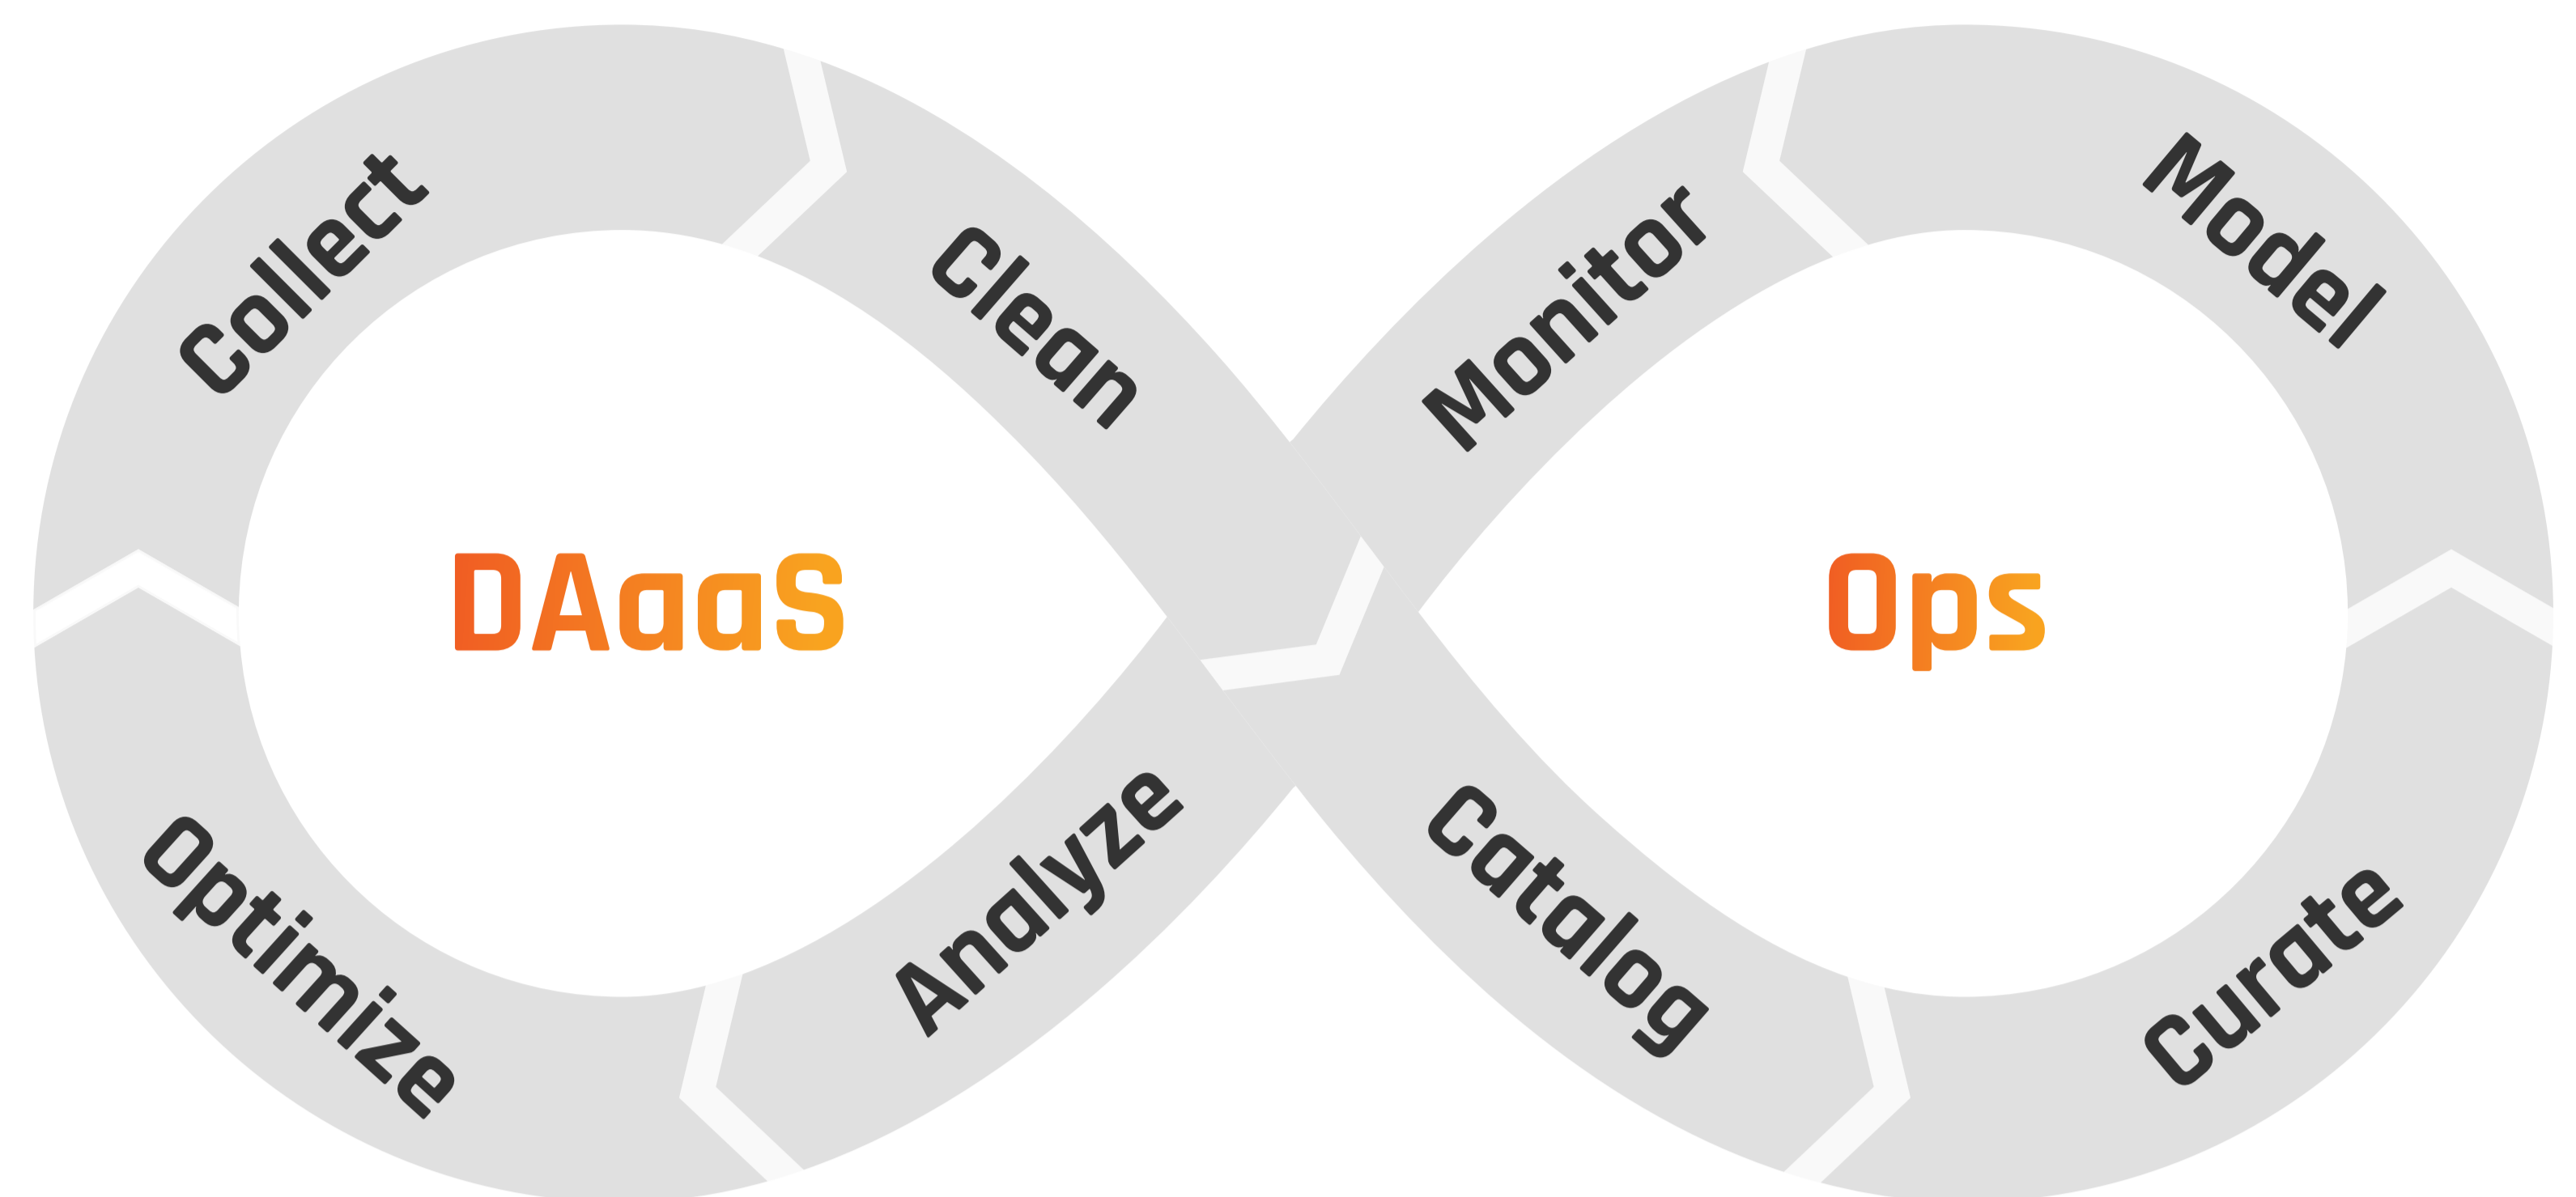 Collect
Clean
Monitor
Model
DAaaS
Ops
Optimize
Analyze
Catalog
Curate